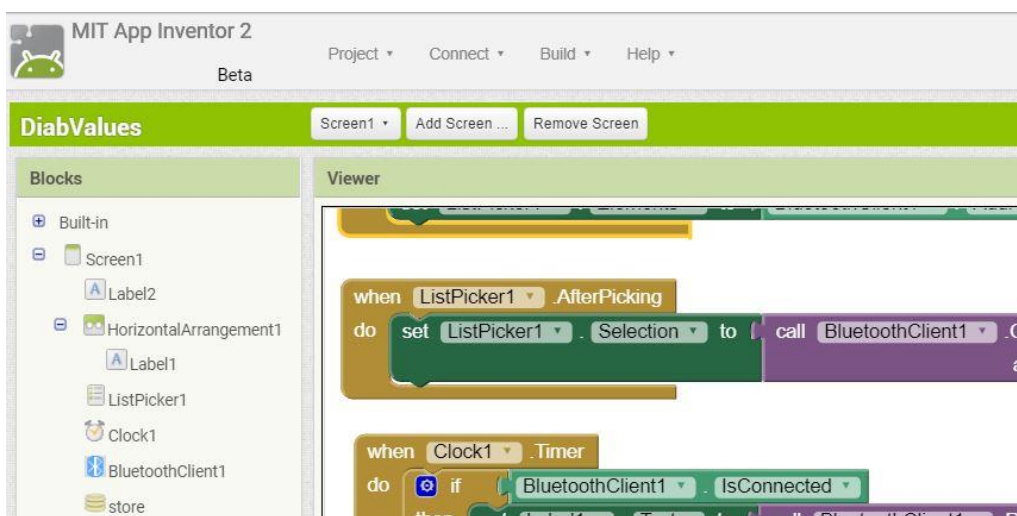 MIT App Inventor 2
Beta
Project Connect Build Help
DiabValues
Screen1 Add Screen ... Remove Screen
Blocks
Viewer
Built-in
Screen1
Label2
HorizontalArrangement1
Label1
ListPicker1
Clock1
BluetoothClient1
store
when ListPicker1 .AfterPicking
do set ListPicker1 . Selection to call BluetoothClient1
when Clock1 .Timer
do if BluetoothClient1 . IsConnected